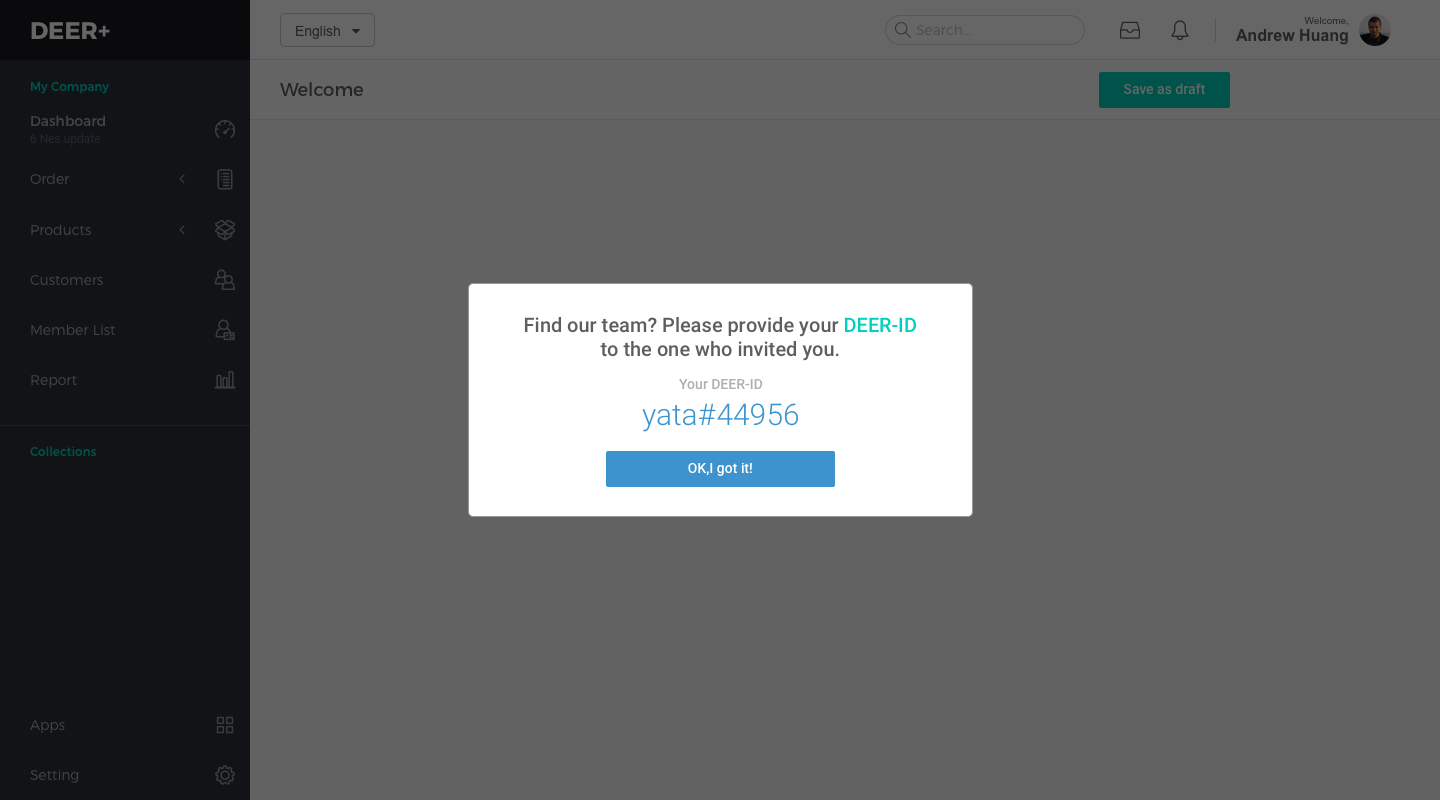 DEER+
English
Search...
Welcome,
Andrew Huang
My Company
Welcome
Save as draft
Dashboard
6 Nes update
Order
Products
Customers
Member List
Report
Collections
Apps
Setting
Find our team? Please provide your DEER-ID
to the one who invited you.
Your DEER-ID
yata#44956
OK,I got it!